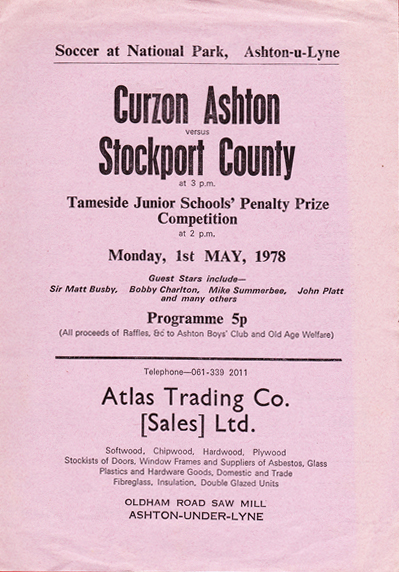 Soccer at National Park, Ashton-u-Lyne
Curzon Ashton
versus
Stockport County
at 3 p.m.
Tameside Junior Schools' Penalty Prize
Competition
at 2 p.m.
Monday, 1st MAY, 1978
Guest Stars include—
Sir Matt Busby, Bobby Charlton, Mike Summerbee, John Platt
and many others
Programme 5p
(All proceeds of Raffles, &c to Ashton Boys' Club and Old Age Welfare)
Telephone—061-339 2011
Atlas Trading Co.
[Sales] Ltd.
Softwood, Chipwood, Hardwood, Plywood
Stockists of Doors, Window Frames and Suppliers of Asbestos, Glass
Plastics and Hardware Goods, Domestic and Trade
Fibreglass, Insulation, Double Glazed Units
OLDHAM ROAD SAW MILL
ASHTON-UNDER-LYNE